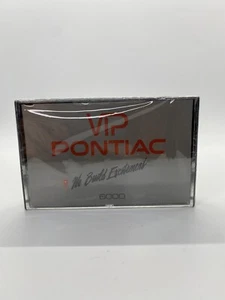 VIP
PONTIAC
We Build Excitement
6000